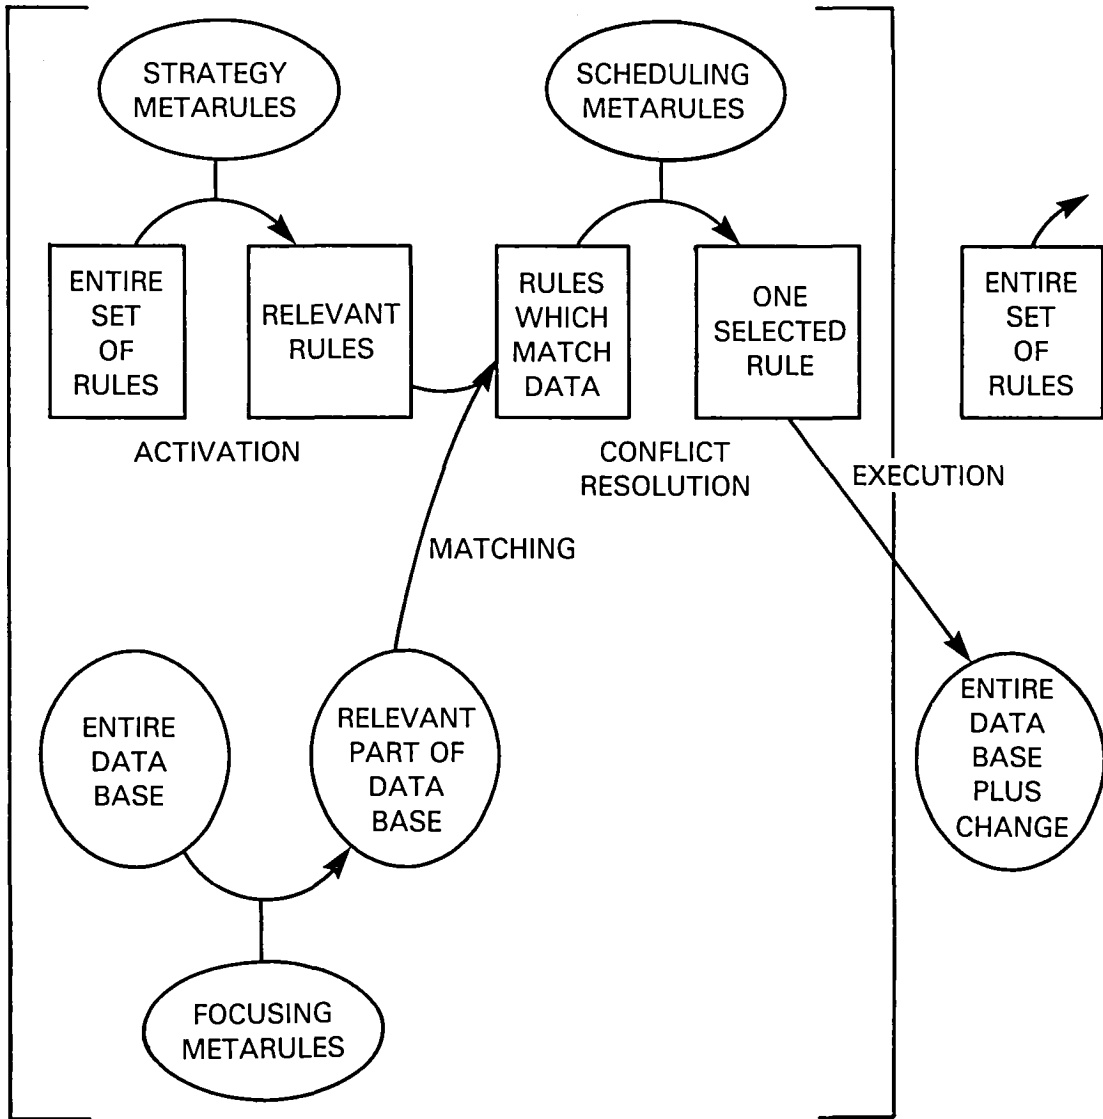 STRATEGY
METARULES
SCHEDULING
METARULES
ENTIRE
SET
OF
RULES
RELEVANT
RULES
RULES
WHICH
MATCH
DATA
ONE
SELECTED
RULE
ENTIRE
SET
OF
RULES
ACTIVATION
CONFLICT
RESOLUTION
EXECUTION
MATCHING
ENTIRE
DATA
BASE
RELEVANT
PART OF
DATA
BASE
ENTIRE
DATA
BASE
PLUS
CHANGE
FOCUSING
METARULES